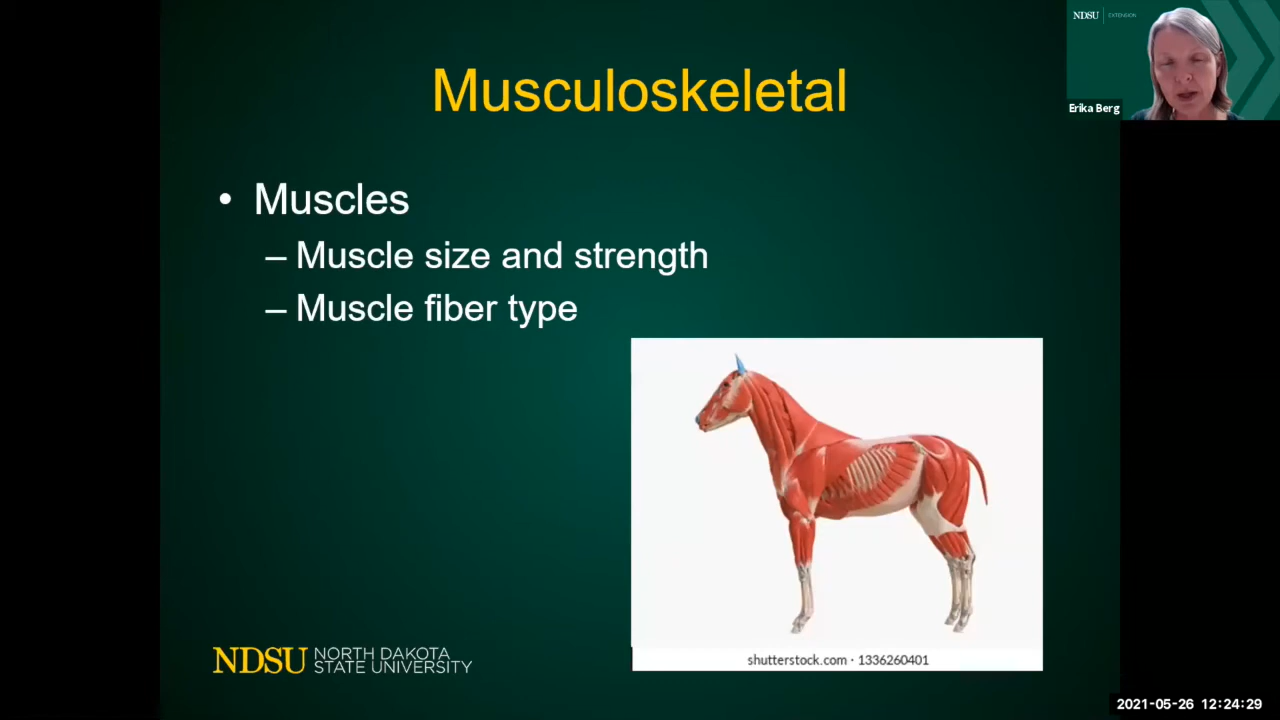 Musculoskeletal
• Muscles
– Muscle size and strength
– Muscle fiber type
shutterstock.com · 1336260401
NDSU NORTH DAKOTA
STATE UNIVERSITY
NDSU EXTENSION
Erika Berg
2021-05-26 12:24:29